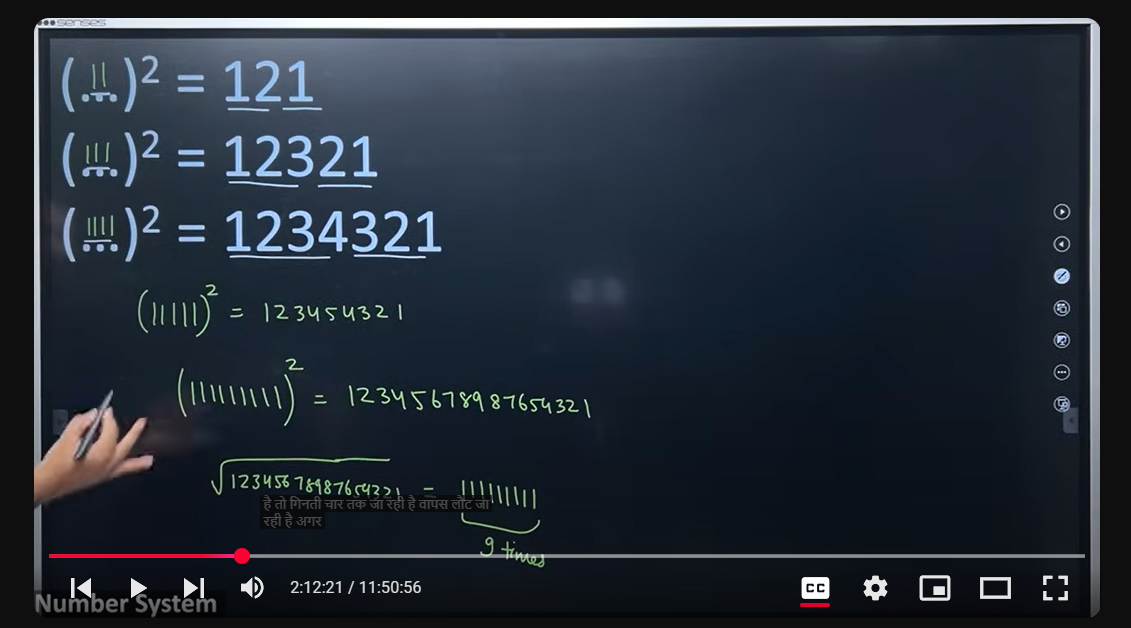 senses
(11)² = 121
(111)² = 12321
(1111)² = 1234321
(11111)² = 123454321
(111111111)² = 12345678987654321
√12345678987654321 = 111111111
9 times
है तो गिनती चार तक जा रही है वापस लौट जा
रही है अगर
2:12:21 / 11:50:56
CC
Number System